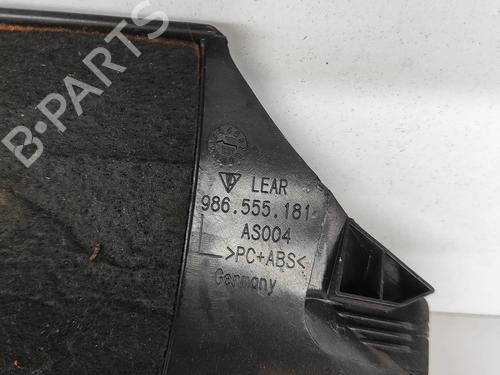 B-PARTS
LEAR
986.555.181
AS004
>PC+ABS<
Germany